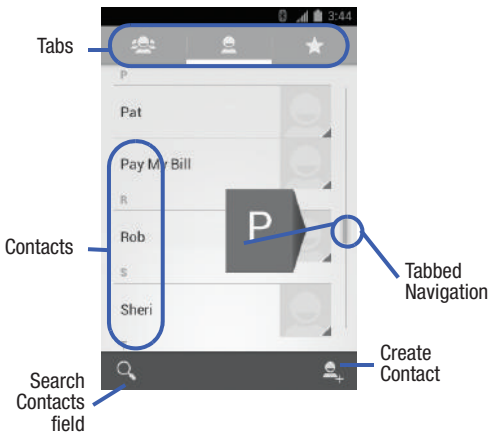 3:44
Tabs
P
Pat
Pay My Bill
R
P
Rob
Contacts
S
Tabbed
Navigation
Sheri
Create
Contact
Search
Contacts
field